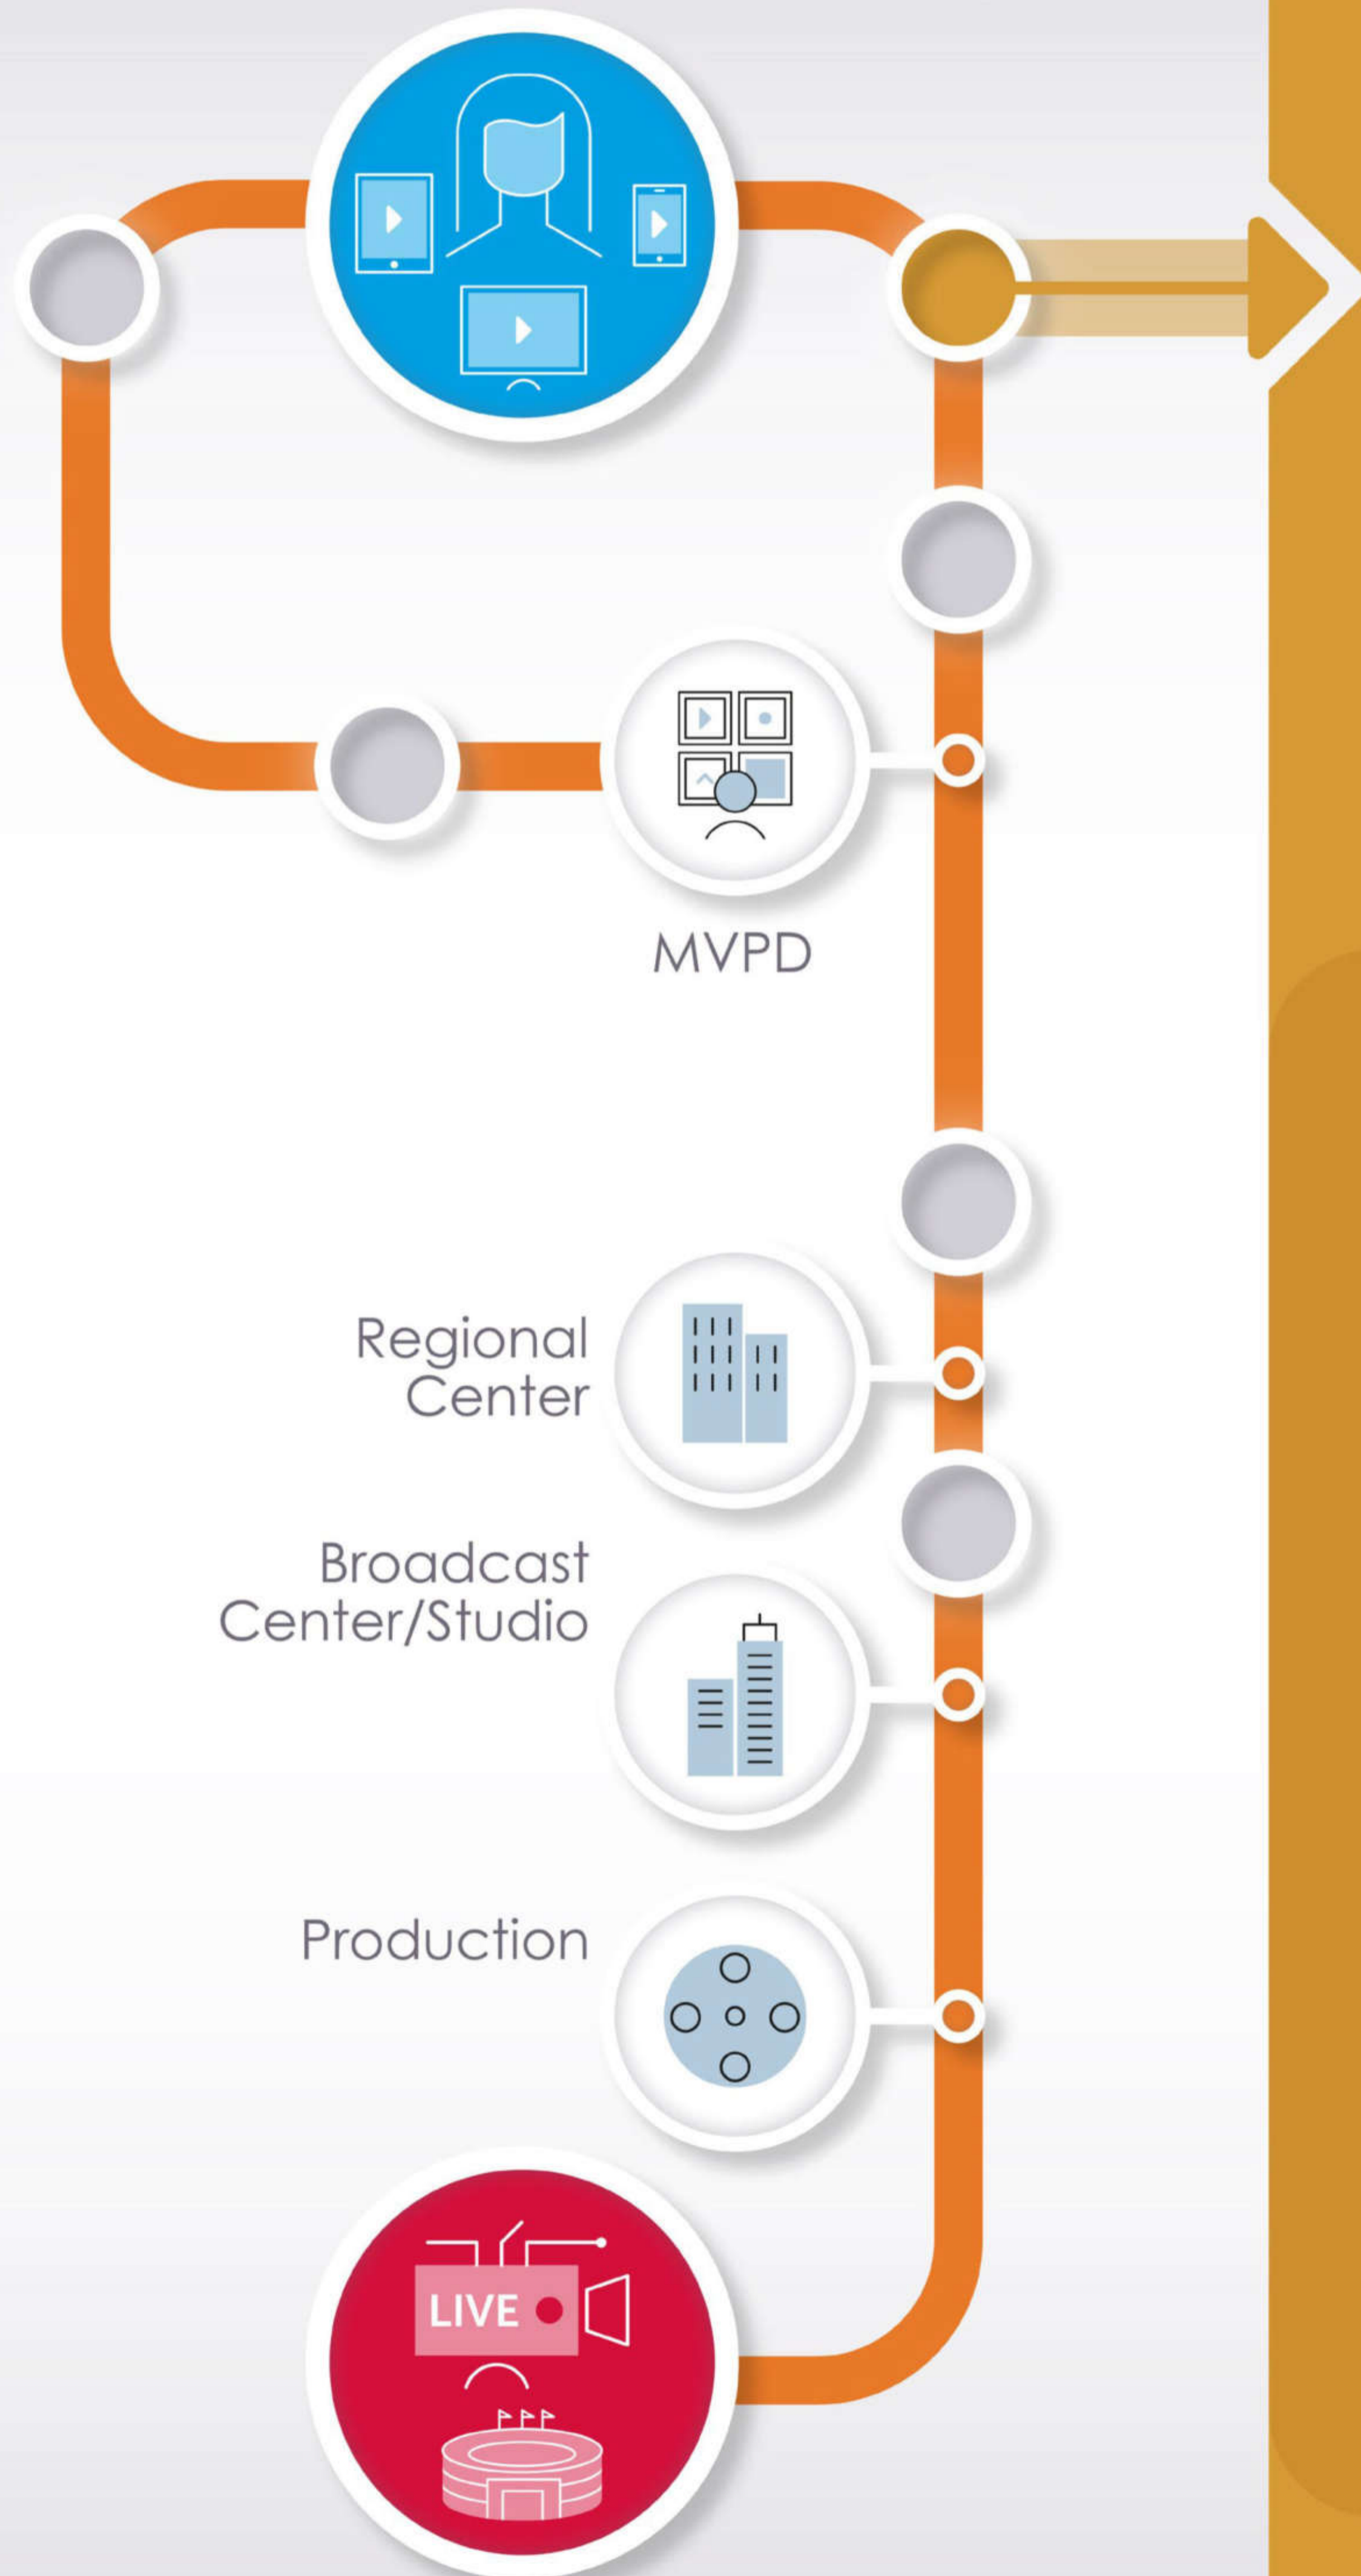 MVPD
Regional
Center
Broadcast
Center/Studio
Production
LIVE